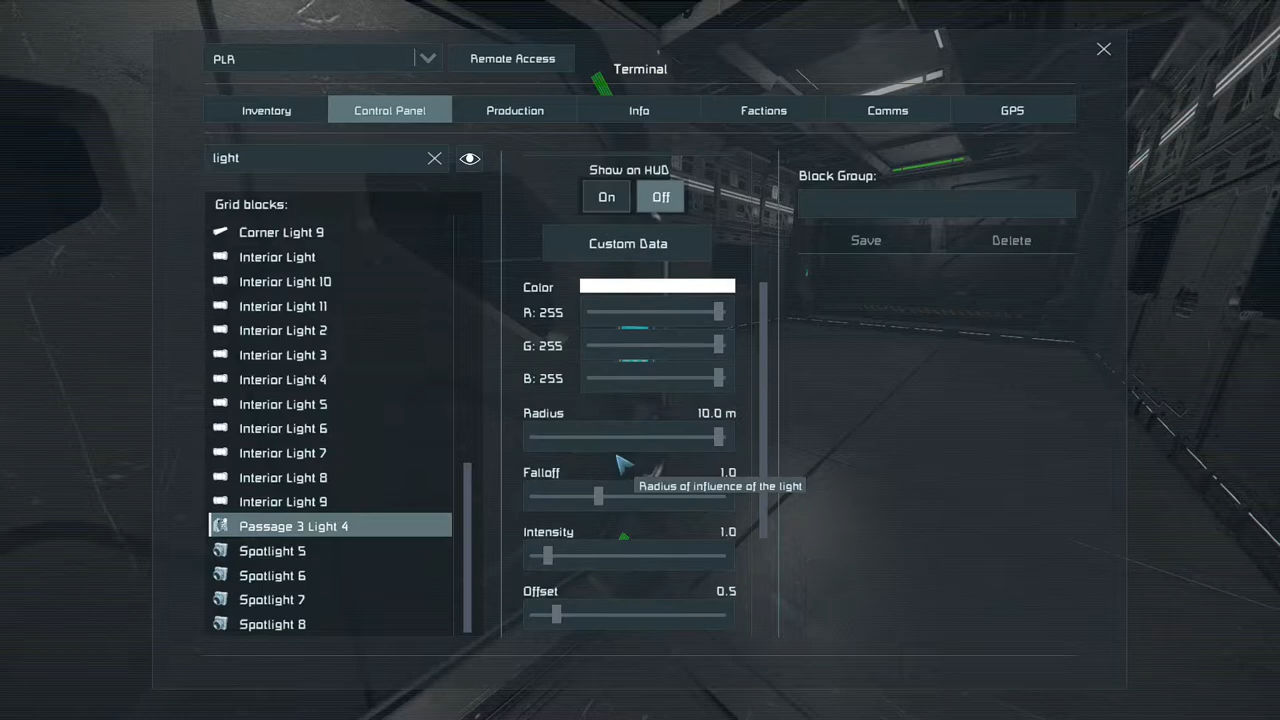 PLR
Remote Access
Terminal
Inventory
Control Panel
Production
Info
Factions
Comms
GPS
light
Grid blocks:
Corner Light 9
Interior Light
Interior Light 10
Interior Light 11
Interior Light 2
Interior Light 3
Interior Light 4
Interior Light 5
Interior Light 6
Interior Light 7
Interior Light 8
Interior Light 9
Passage 3 Light 4
Spotlight 5
Spotlight 6
Spotlight 7
Spotlight 8
Show on HUD
On
Off
Custom Data
Color
R: 255
G: 255
B: 255
Radius 10.0 m
Falloff 1.0
Radius of influence of the light
Intensity 1.0
Offset 0.5
Block Group:
Save
Delete